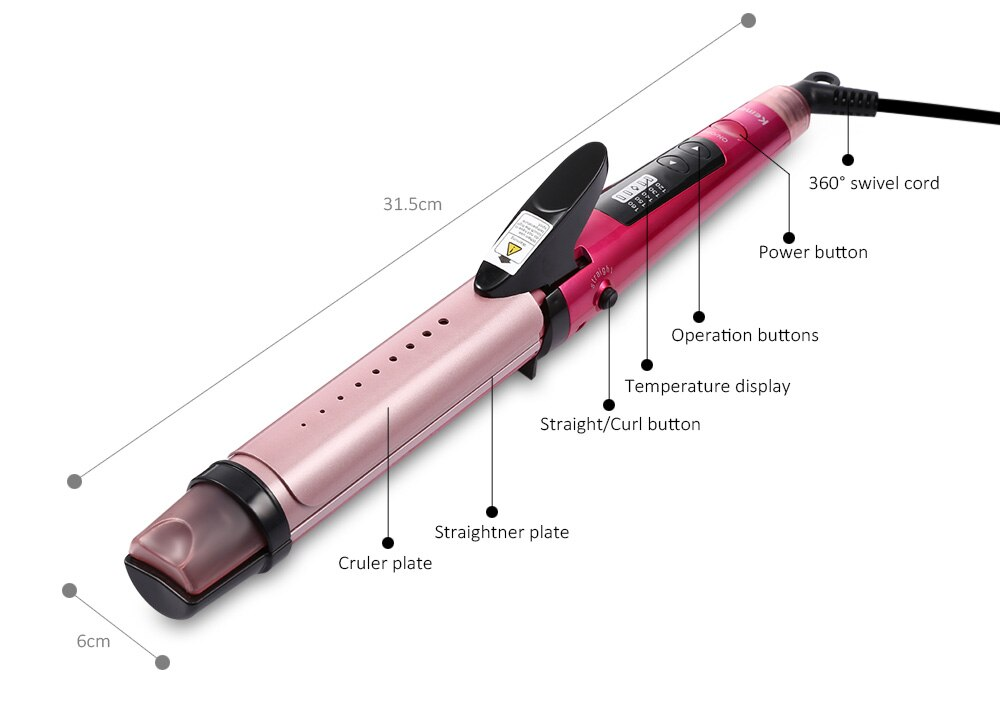 31.5cm
360° swivel cord
Power button
Operation buttons
Temperature display
Straight/Curl button
Straightner plate
Cruler plate
6cm
straight